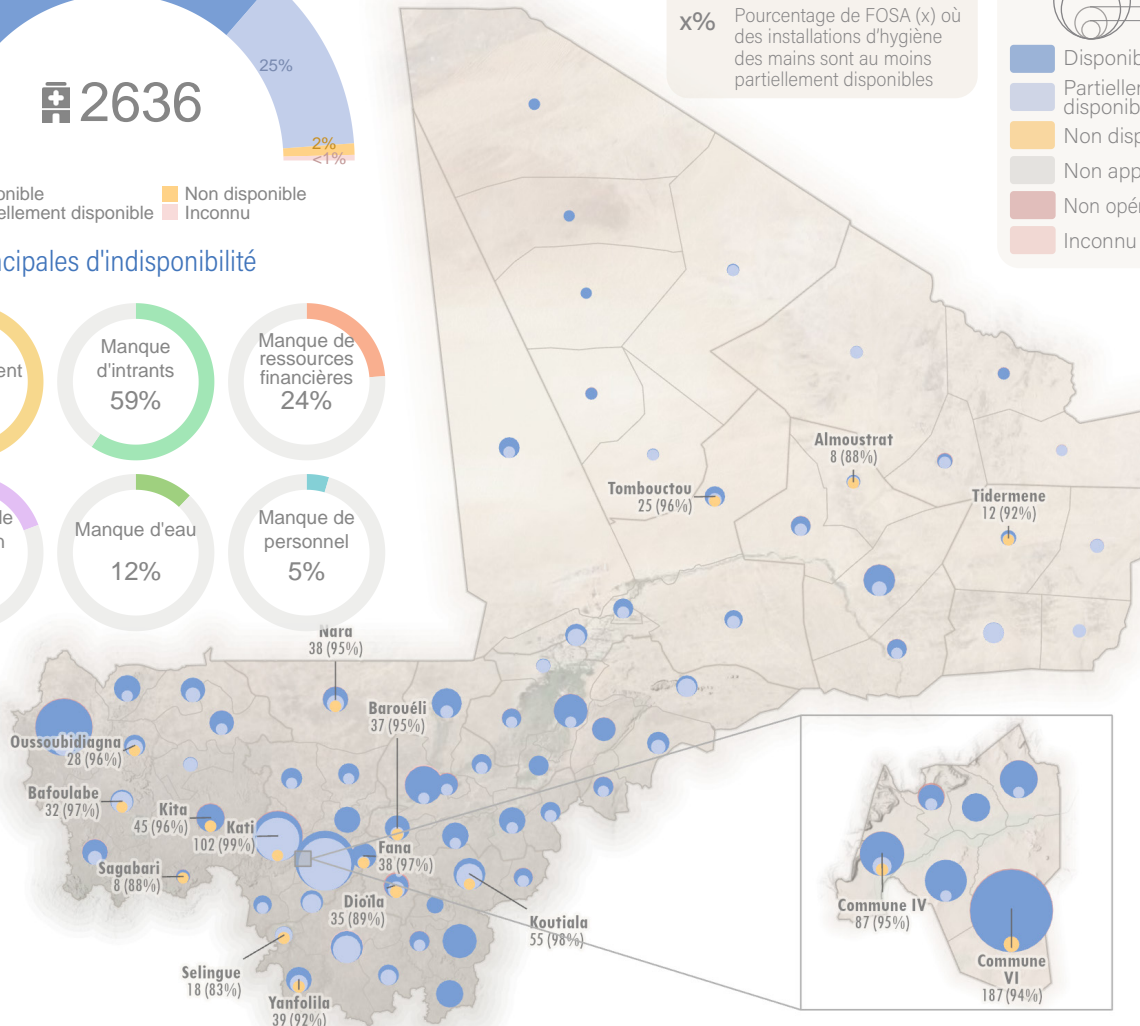 25%
2636
2%
<1%
Non disponible
ellement disponible
Inconnu
ncipales d'indisponibilité
Manque
d'intrants
59%
Manque de
ressources
financières
24%
Manque d'eau
12%
Manque de
personnel
5%
x%
Pourcentage de FOSA (x) où
des installations d'hygiène
des mains sont au moins
partiellement disponibles
Disponib
Partiellem
disponib
Non disp
Non app
Non opér
Inconnu
Almoustrat
8 (88%)
Tombouctou
25 (96%)
Tidermene
12 (92%)
Nara
38 (95%)
Barouéli
37 (95%)
Oussoubidiagna
28 (96%)
Bafoulabe
32 (97%)
Kita
45 (96%)
Kati
102 (99%)
Fana
38 (97%)
Sagabari
8 (88%)
Dioïla
35 (89%)
Koutiala
55 (98%)
Selingue
18 (83%)
Yanfolila
39 (92%)
Commune IV
87 (95%)
Commune
VI
187 (94%)